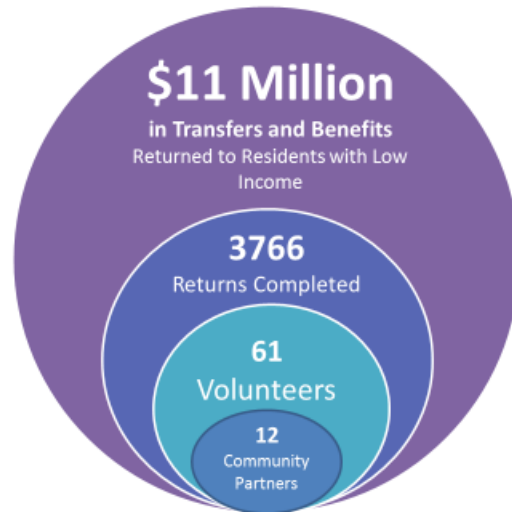 $11 Million
in Transfers and Benefits
Returned to Residents with Low
Income
3766
Returns Completed
61
Volunteers
12
Community
Partners